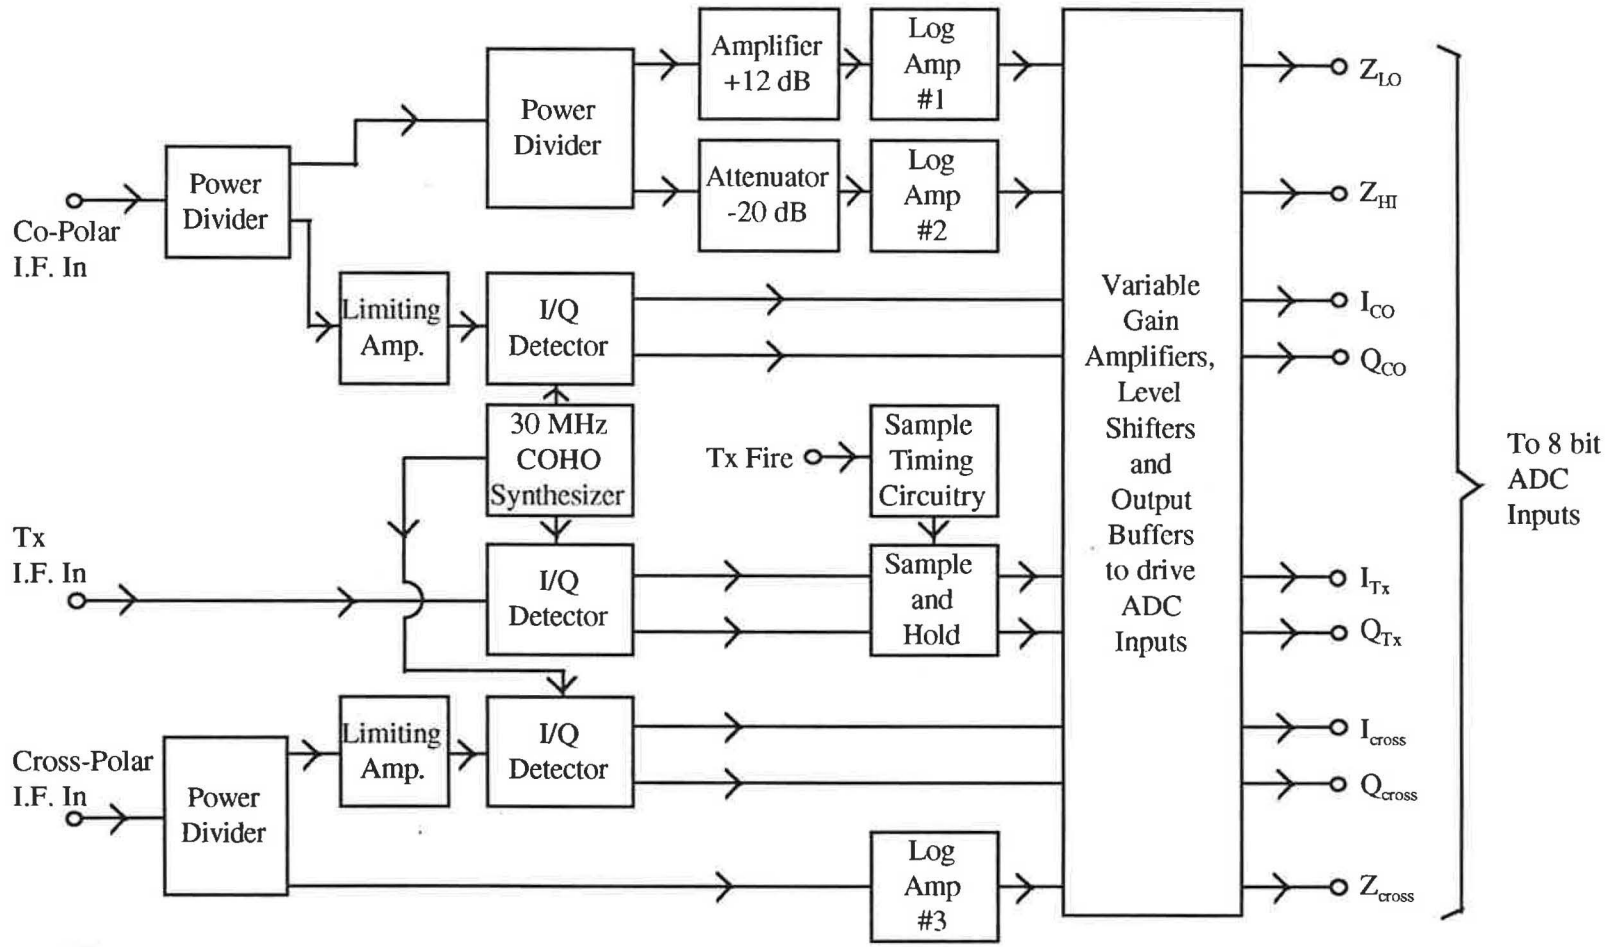 Amplifier
+12 dB
Log
Amp
#1
Z_LO
Power
Divider
Power
Divider
Attenuator
-20 dB
Log
Amp
#2
Z_HI
Co-Polar
I.F. In
Limiting
Amp.
I/Q
Detector
Variable
Gain
Amplifiers,
Level
Shifters
and
Output
Buffers
to drive
ADC
Inputs
I_CO
Q_CO
30 MHz
COHO
Synthesizer
Tx Fire
Sample
Timing
Circuitry
To 8 bit
ADC
Inputs
Tx
I.F. In
I/Q
Detector
Sample
and
Hold
I_Tx
Q_Tx
Cross-Polar
I.F. In
Power
Divider
Limiting
Amp.
I/Q
Detector
I_cross
Q_cross
Log
Amp
#3
Z_cross